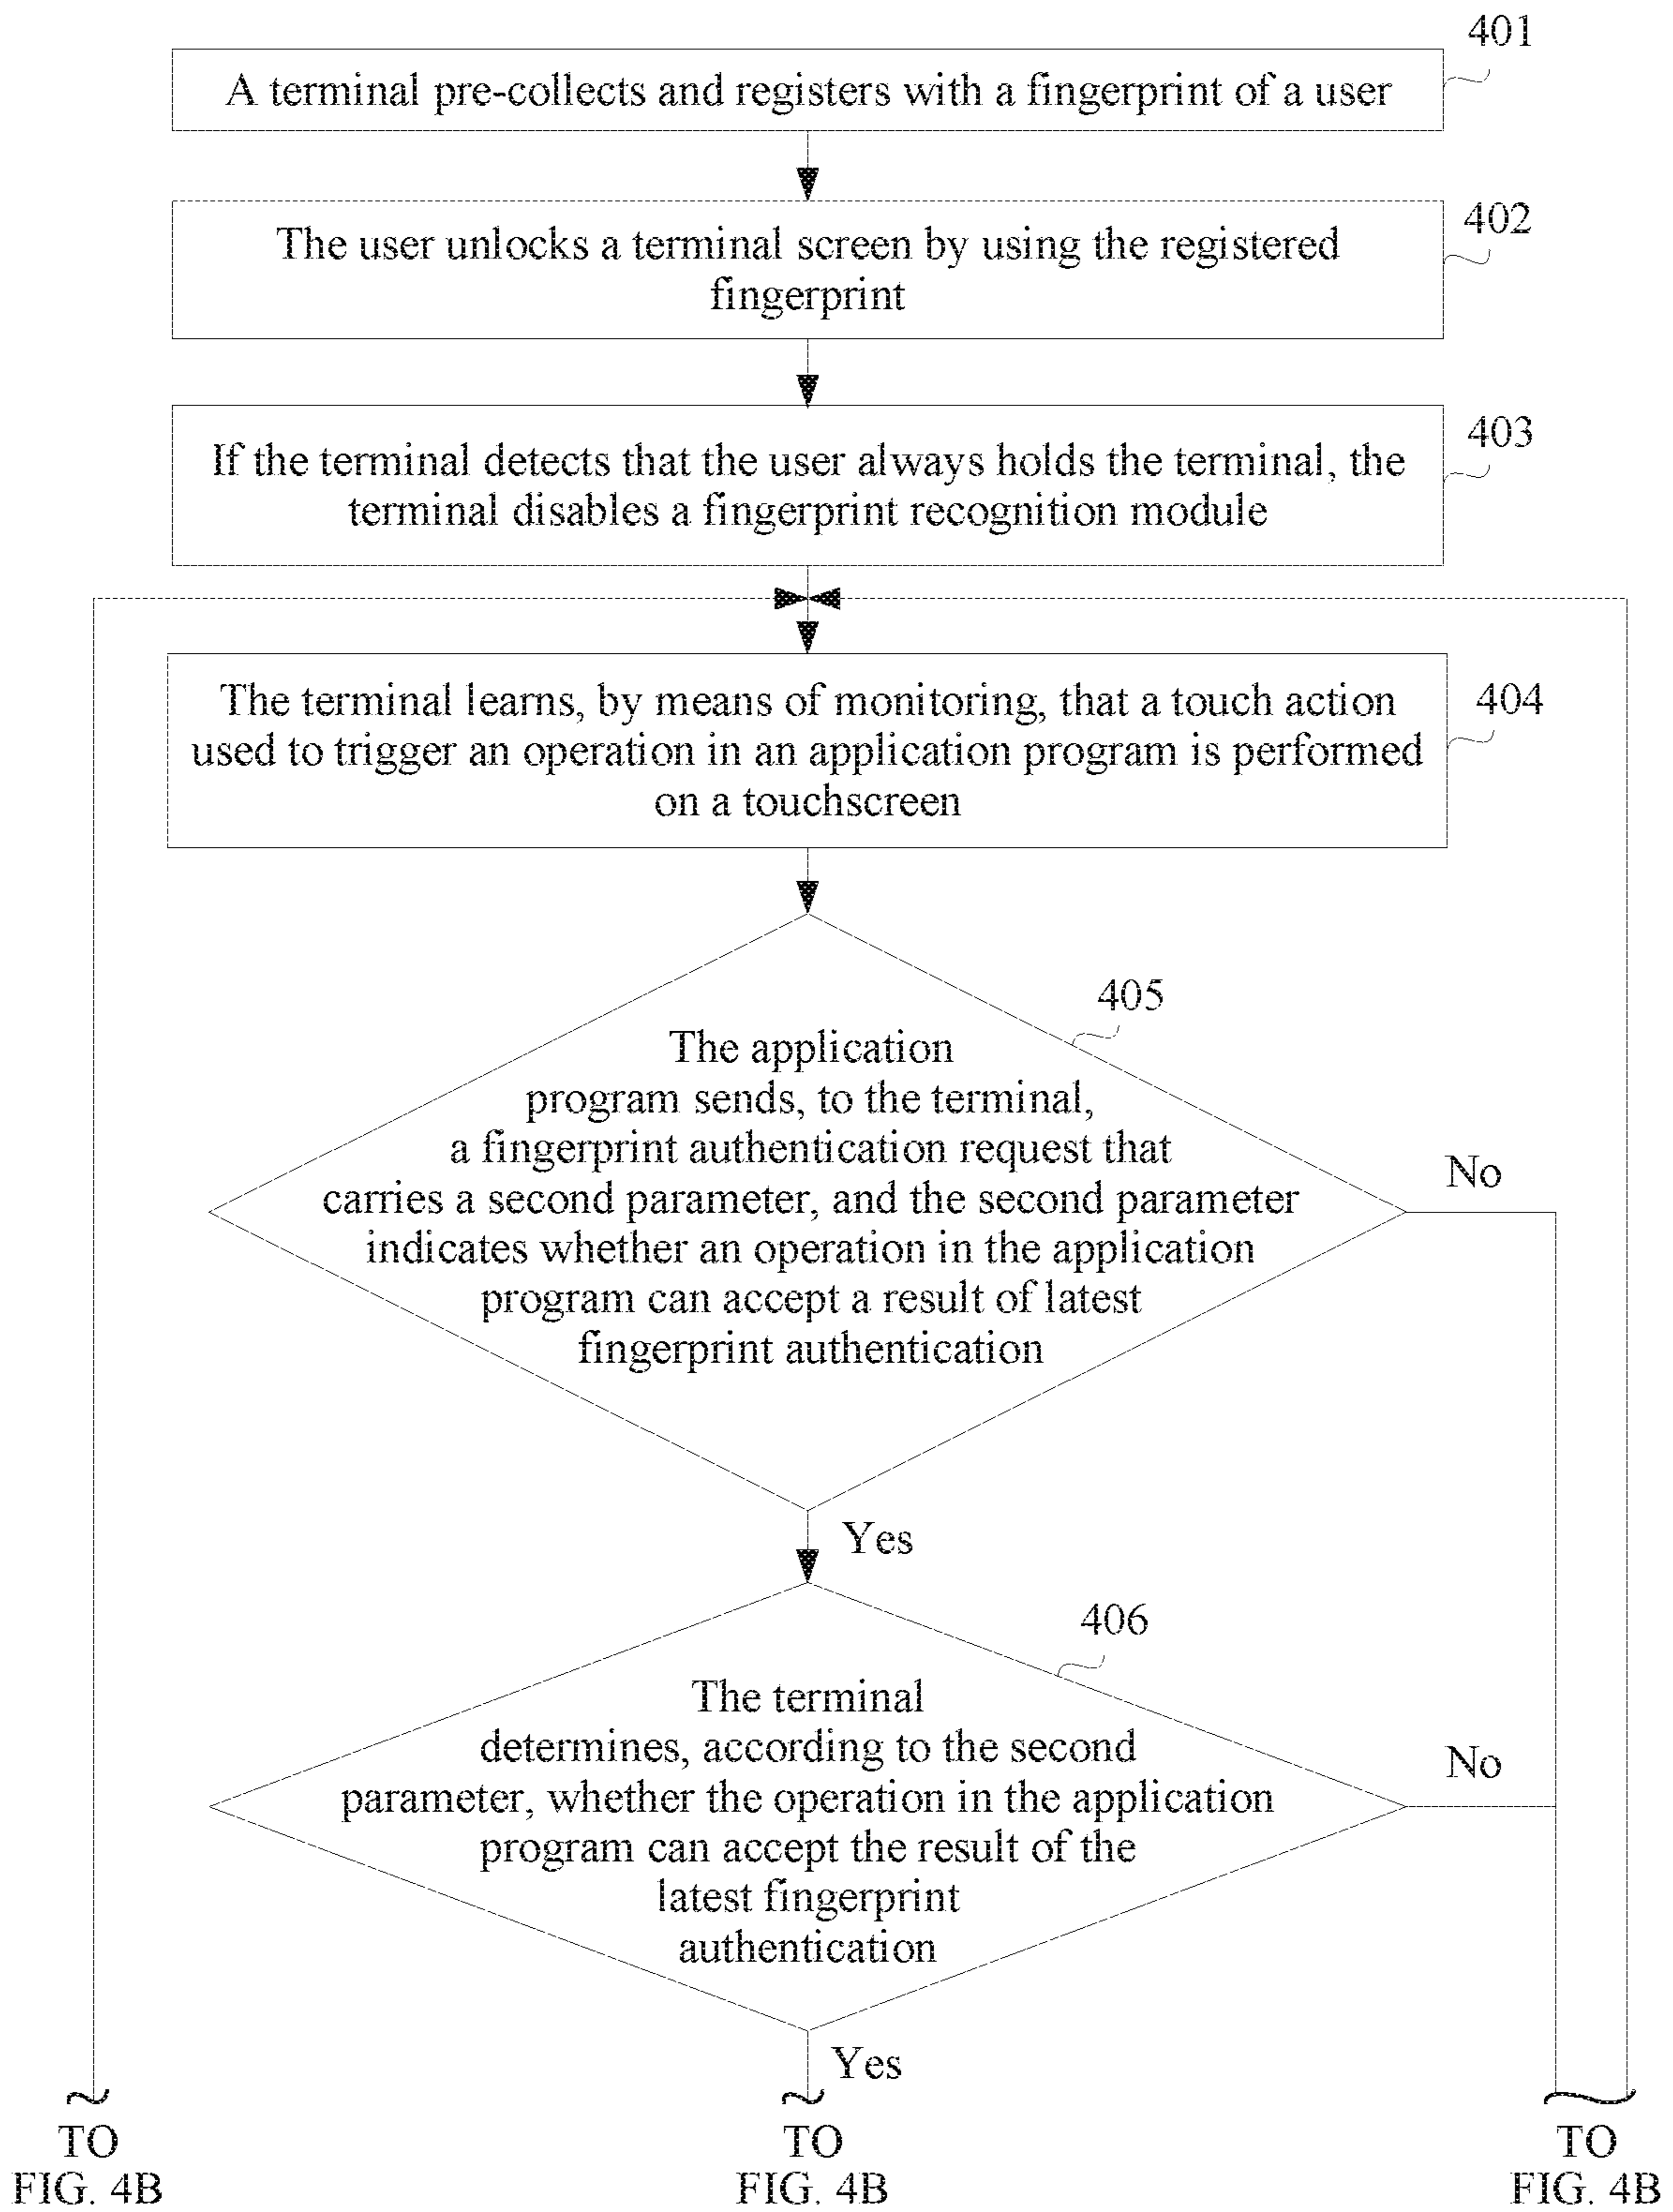 401
A terminal pre-collects and registers with a fingerprint of a user
402
The user unlocks a terminal screen by using the registered
fingerprint
403
If the terminal detects that the user always holds the terminal, the
terminal disables a fingerprint recognition module
404
The terminal learns, by means of monitoring, that a touch action
used to trigger an operation in an application program is performed
on a touchscreen
405
The application
program sends, to the terminal,
a fingerprint authentication request that
carries a second parameter, and the second parameter
indicates whether an operation in the application
program can accept a result of latest
fingerprint authentication
No
Yes
406
The terminal
determines, according to the second
parameter, whether the operation in the application
program can accept the result of the
latest fingerprint
authentication
No
Yes
TO
FIG. 4B
TO
FIG. 4B
TO
FIG. 4B